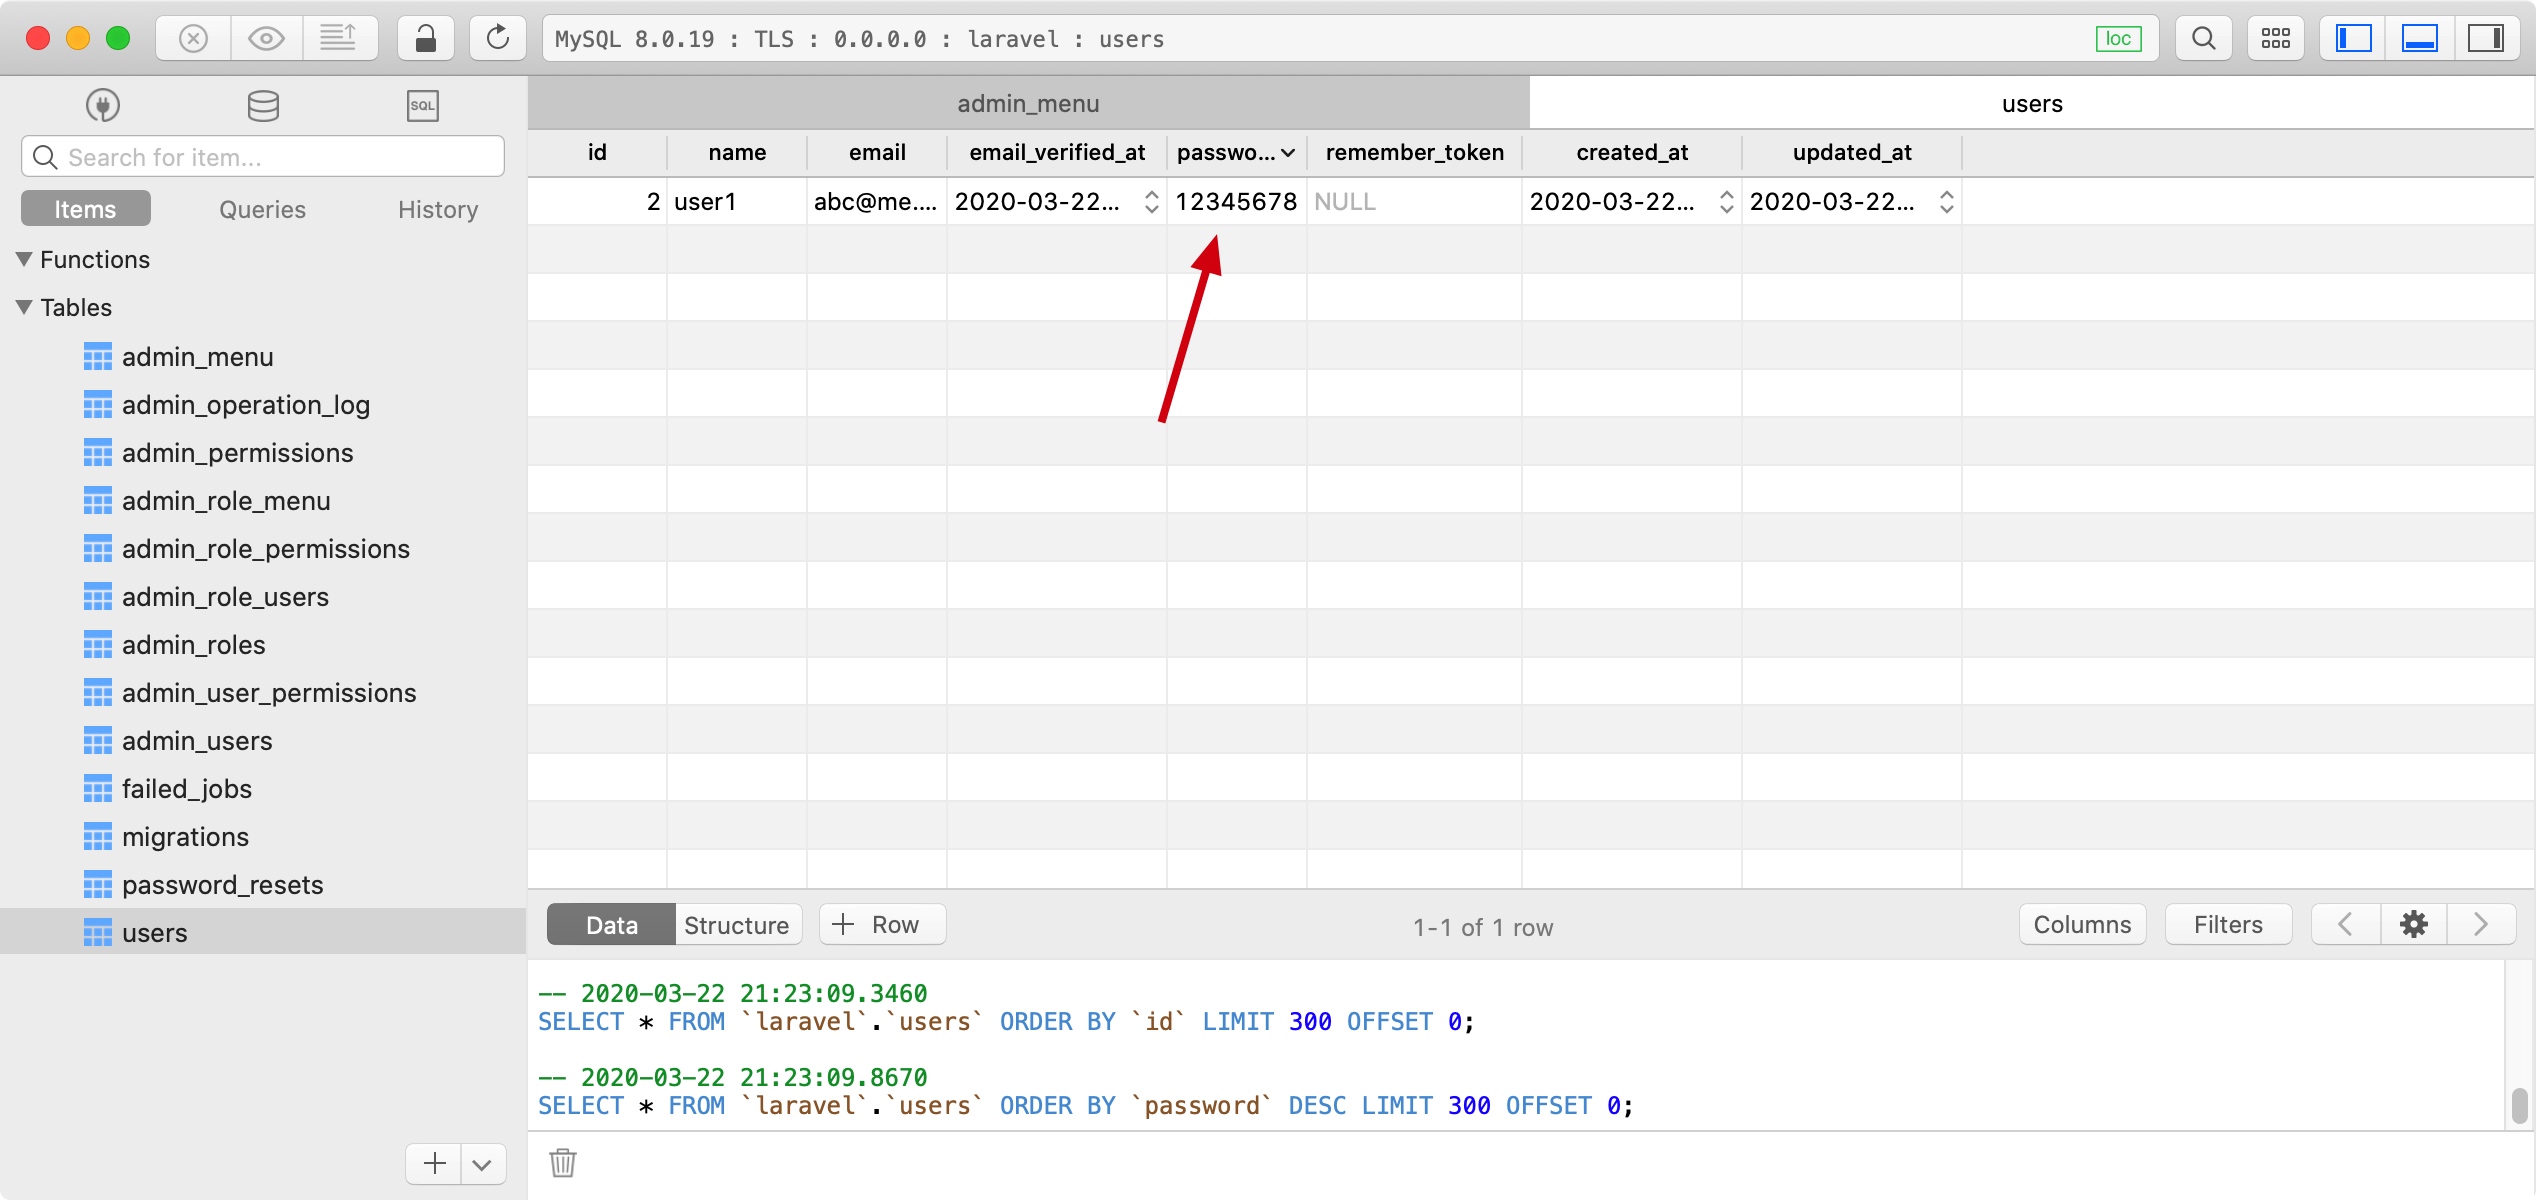 MySQL 8.0.19 : TLS : 0.0.0.0 : laravel : users
loc
SQL
Search for item...
Items Queries History
Functions
Tables
admin_menu
admin_operation_log
admin_permissions
admin_role_menu
admin_role_permissions
admin_role_users
admin_roles
admin_user_permissions
admin_users
failed_jobs
migrations
password_resets
users
admin_menu users
id name email email_verified_at passwo... remember_token created_at updated_at
2 user1 abc@me.... 2020-03-22... 12345678 NULL 2020-03-22... 2020-03-22...
Data Structure + Row 1-1 of 1 row Columns Filters
-- 2020-03-22 21:23:09.3460
SELECT * FROM `laravel`.`users` ORDER BY `id` LIMIT 300 OFFSET 0;
-- 2020-03-22 21:23:09.8670
SELECT * FROM `laravel`.`users` ORDER BY `password` DESC LIMIT 300 OFFSET 0;